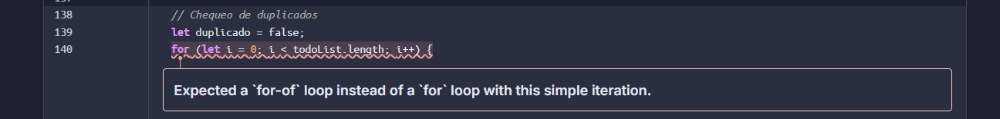 138 // Chequeo de duplicados
139 let duplicado = false;
140 for (let i = 0; i < todoList.length; i++) {
Expected a `for-of` loop instead of a `for` loop with this simple iteration.